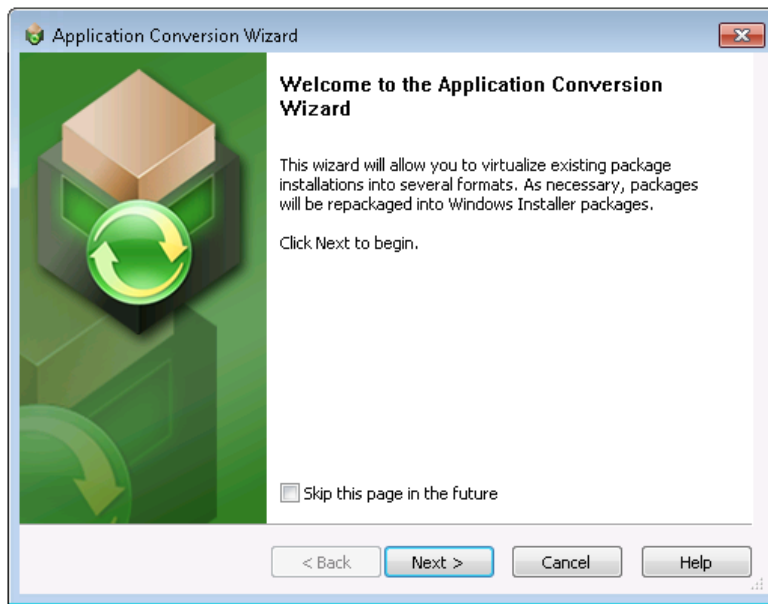 Application Conversion Wizard
Welcome to the Application Conversion
Wizard
This wizard will allow you to virtualize existing package
installations into several formats. As necessary, packages
will be repackaged into Windows Installer packages.
Click Next to begin.
Skip this page in the future
< Back Next > Cancel Help